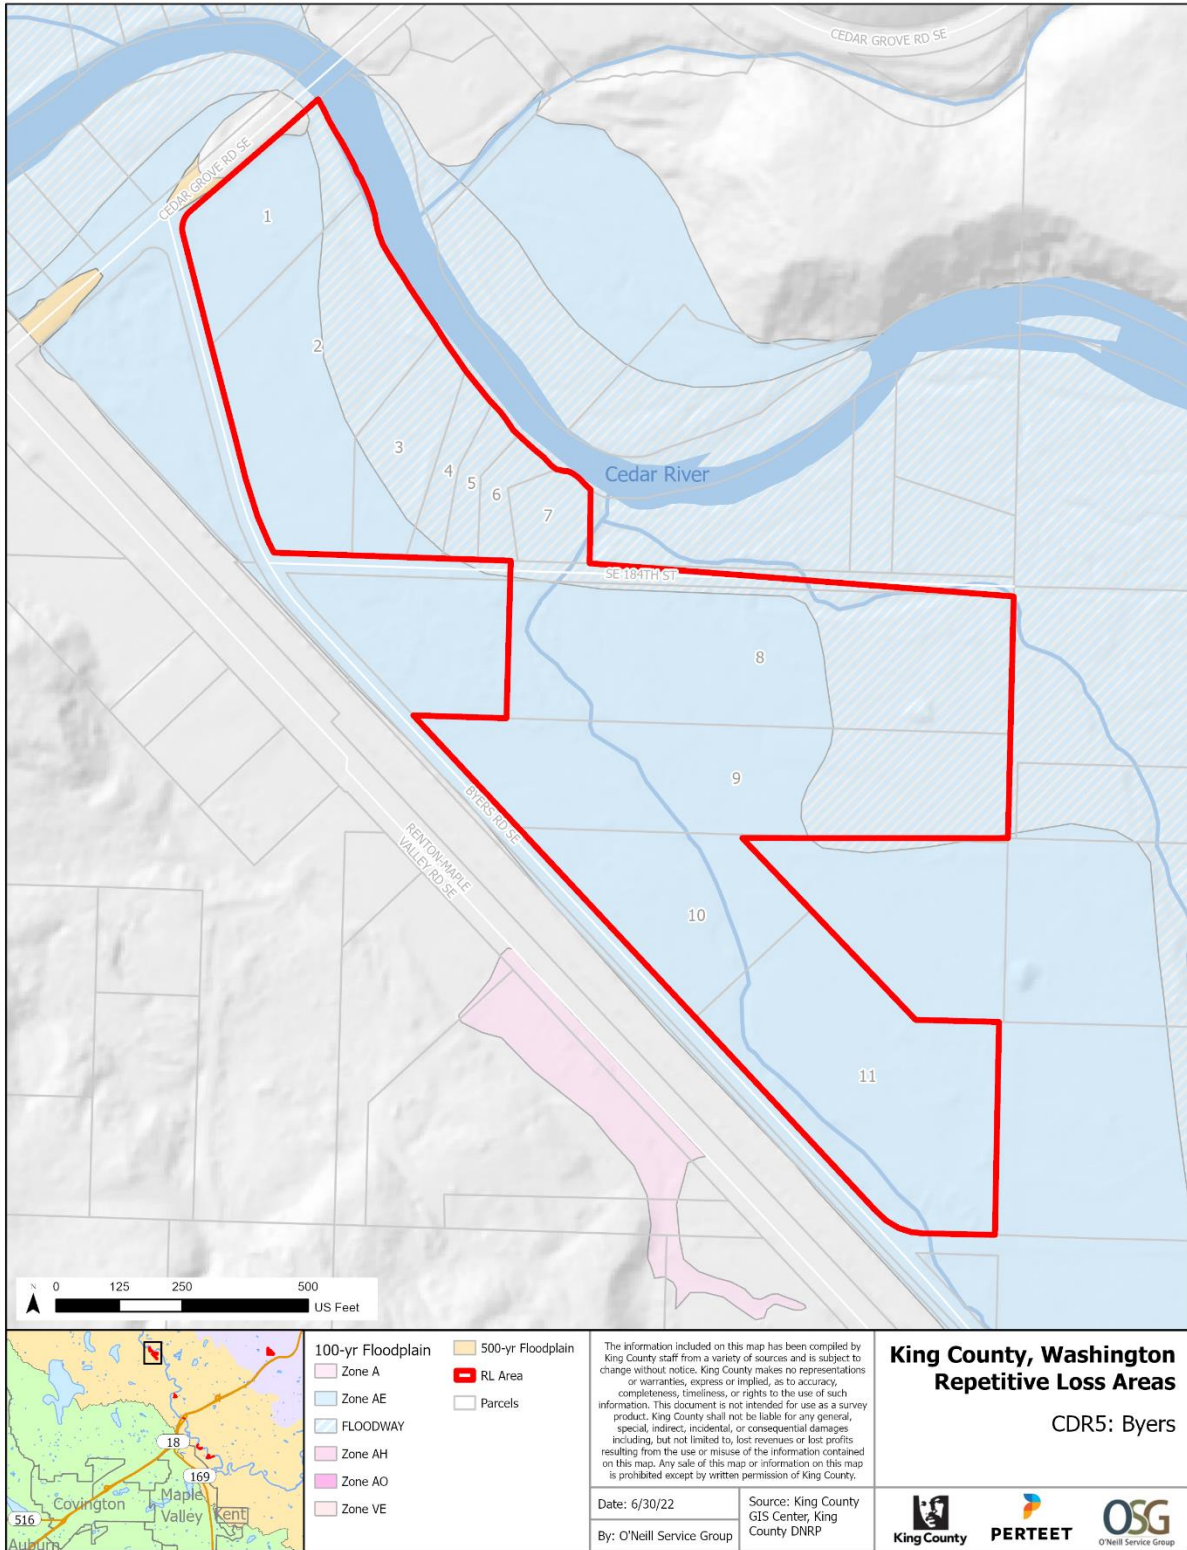 CEDAR GROVE RD SE
CEDAR GROVE RD SE
1
2
3
4
5
6
7
Cedar River
SE 184TH ST
8
9
BYERS RD SE
RENTON-MAPLE
VALLEY RD SE
10
11
N
0 125 250 500
US Feet
18
169
Covington
Maple
Valley
Kent
516
Auburn
100-yr Floodplain
Zone A
Zone AE
FLOODWAY
Zone AH
Zone AO
Zone VE
500-yr Floodplain
RL Area
Parcels
The information included on this map has been compiled by
King County staff from a variety of sources and is subject to
change without notice. King County makes no representations
or warranties, express or implied, as to accuracy,
completeness, timeliness, or rights to the use of such
information. This document is not intended for use as a survey
product. King County shall not be liable for any general,
special, indirect, incidental, or consequential damages
including, but not limited to, lost revenues or lost profits
resulting from the use or misuse of the information contained
on this map. Any sale of this map or information on this map
is prohibited except by written permission of King County.
Date: 6/30/22
By: O'Neill Service Group
Source: King County
GIS Center, King
County DNRP
King County, Washington
Repetitive Loss Areas
CDR5: Byers
King County
PERTEET
OSG
O'Neill Service Group